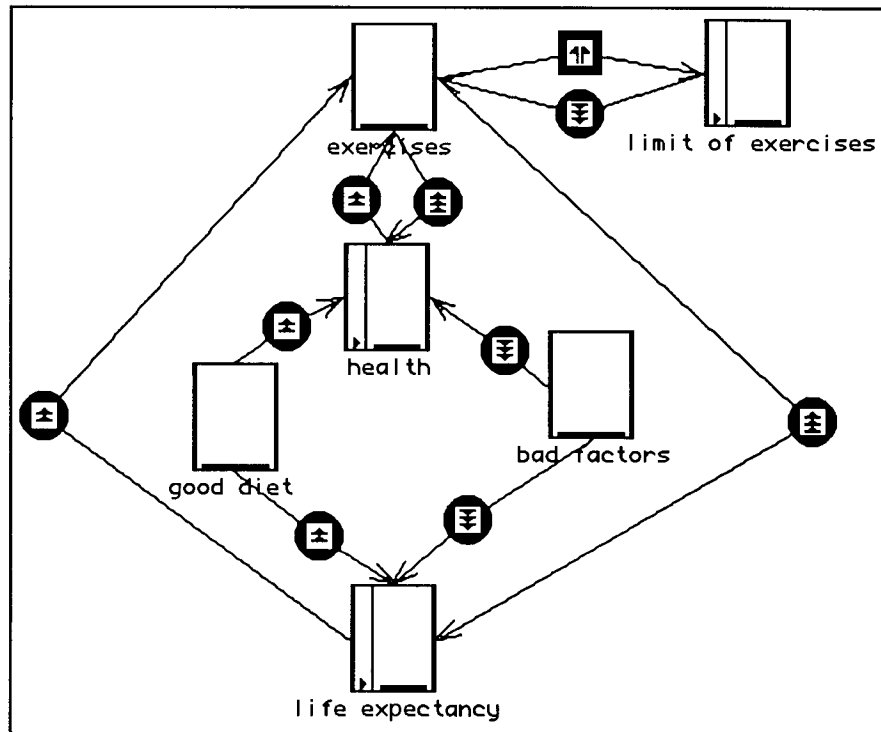 exercises
limit of exercises
health
bad factors
good diet
life expectancy